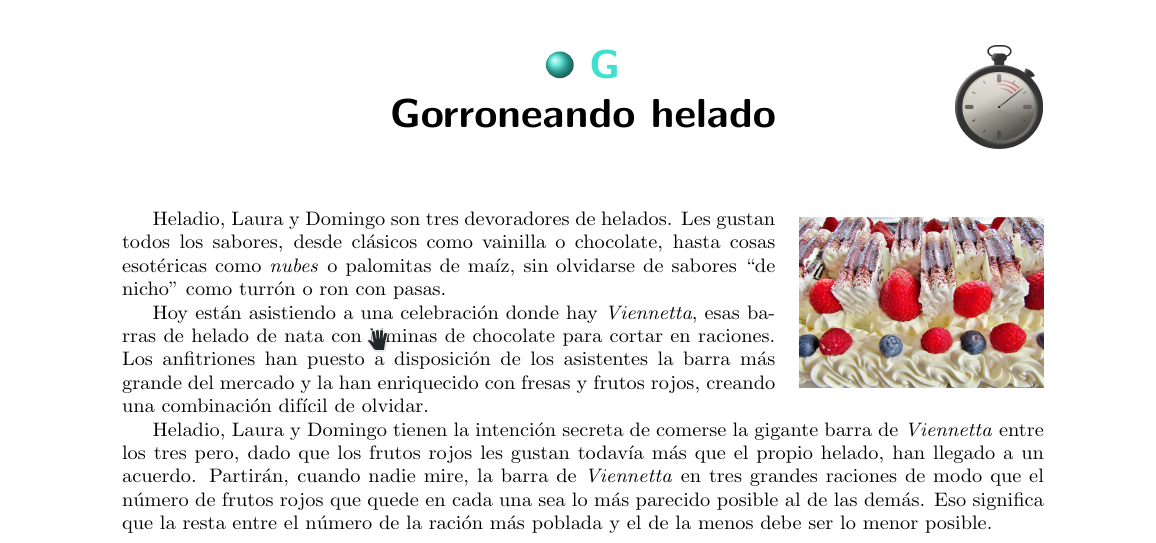 G
Gorroneando helado
Heladio, Laura y Domingo son tres devoradores de helados. Les gustan
todos los sabores, desde clásicos como vainilla o chocolate, hasta cosas
esotéricas como nubes o palomitas de maíz, sin olvidarse de sabores “de
nicho” como turrón o ron con pasas.
Hoy están asistiendo a una celebración donde hay Viennetta, esas ba-
rras de helado de nata con minas de chocolate para cortar en raciones.
Los anfitriones han puesto a disposición de los asistentes la barra más
grande del mercado y la han enriquecido con fresas y frutos rojos, creando
una combinación difícil de olvidar.
Heladio, Laura y Domingo tienen la intención secreta de comerse la gigante barra de Viennetta entre
los tres pero, dado que los frutos rojos les gustan todavía más que el propio helado, han llegado a un
acuerdo. Partirán, cuando nadie mire, la barra de Viennetta en tres grandes raciones de modo que el
número de frutos rojos que quede en cada una sea lo más parecido posible al de las demás. Eso significa
que la resta entre el número de la ración más poblada y el de la menos debe ser lo menor posible.